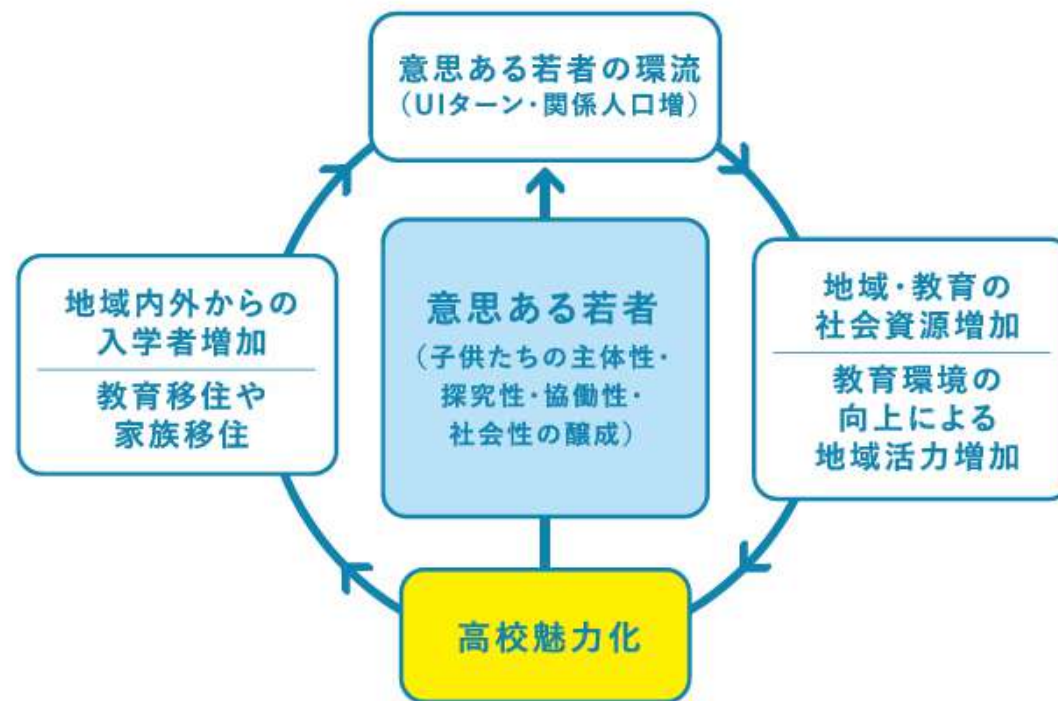 意思ある若者の環流
（UIターン・関係人口増）
地域内外からの
入学者増加
教育移住や
家族移住
意思ある若者
（子供たちの主体性・
探究性・協働性・
社会性の醸成）
地域・教育の
社会資源増加
教育環境の
向上による
地域活力増加
高校魅力化